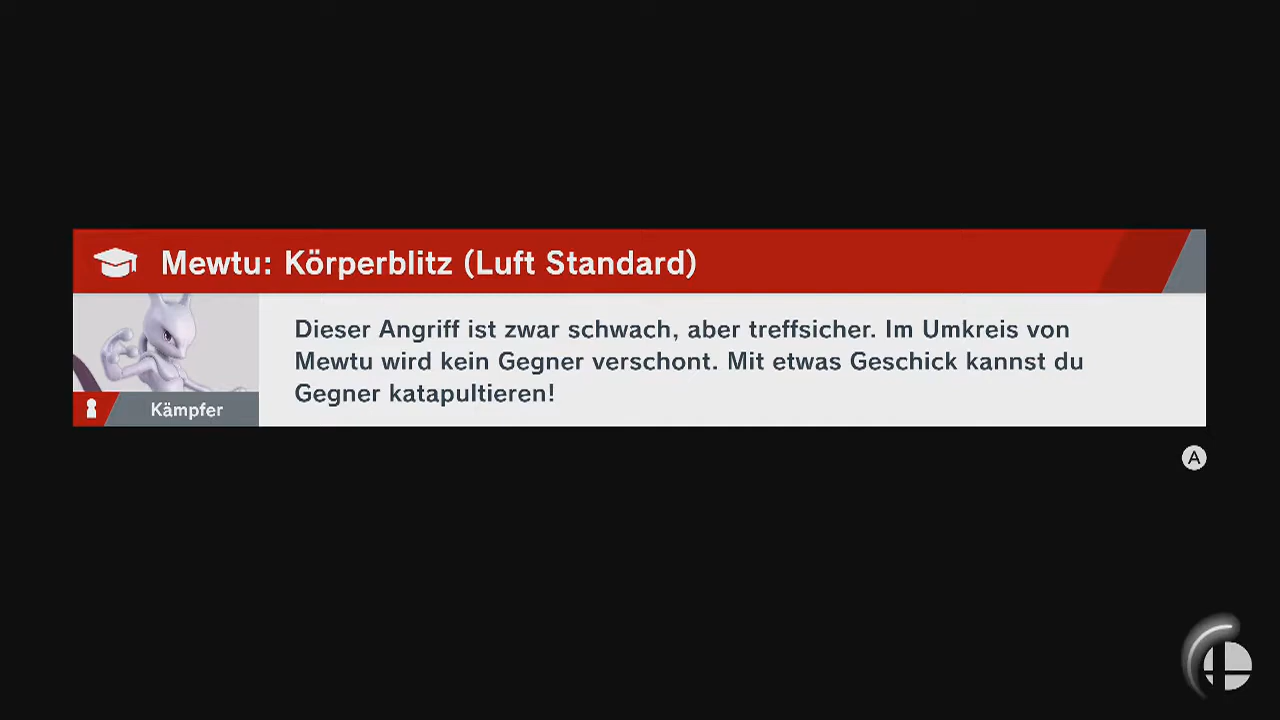 Mewtu: Körperblitz (Luft Standard)
Dieser Angriff ist zwar schwach, aber treffsicher. Im Umkreis von
Mewtu wird kein Gegner verschont. Mit etwas Geschick kannst du
Gegner katapultieren!
Kämpfer
A